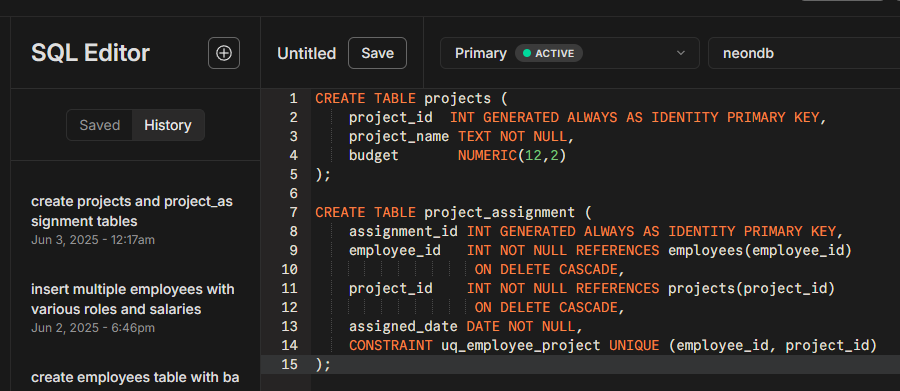 SQL Editor
Untitled
Save
Primary
ACTIVE
neondb
Saved
History
create projects and project_as
signment tables
Jun 3, 2025 - 12:17am
insert multiple employees with
various roles and salaries
Jun 2, 2025 - 6:46pm
create employees table with ba
1 CREATE TABLE projects (
2     project_id  INT GENERATED ALWAYS AS IDENTITY PRIMARY KEY,
3     project_name TEXT NOT NULL,
4     budget       NUMERIC(12,2)
5 );
6
7 CREATE TABLE project_assignment (
8     assignment_id INT GENERATED ALWAYS AS IDENTITY PRIMARY KEY,
9     employee_id   INT NOT NULL REFERENCES employees(employee_id)
10                    ON DELETE CASCADE,
11     project_id    INT NOT NULL REFERENCES projects(project_id)
12                    ON DELETE CASCADE,
13     assigned_date DATE NOT NULL,
14     CONSTRAINT uq_employee_project UNIQUE (employee_id, project_id)
15 );